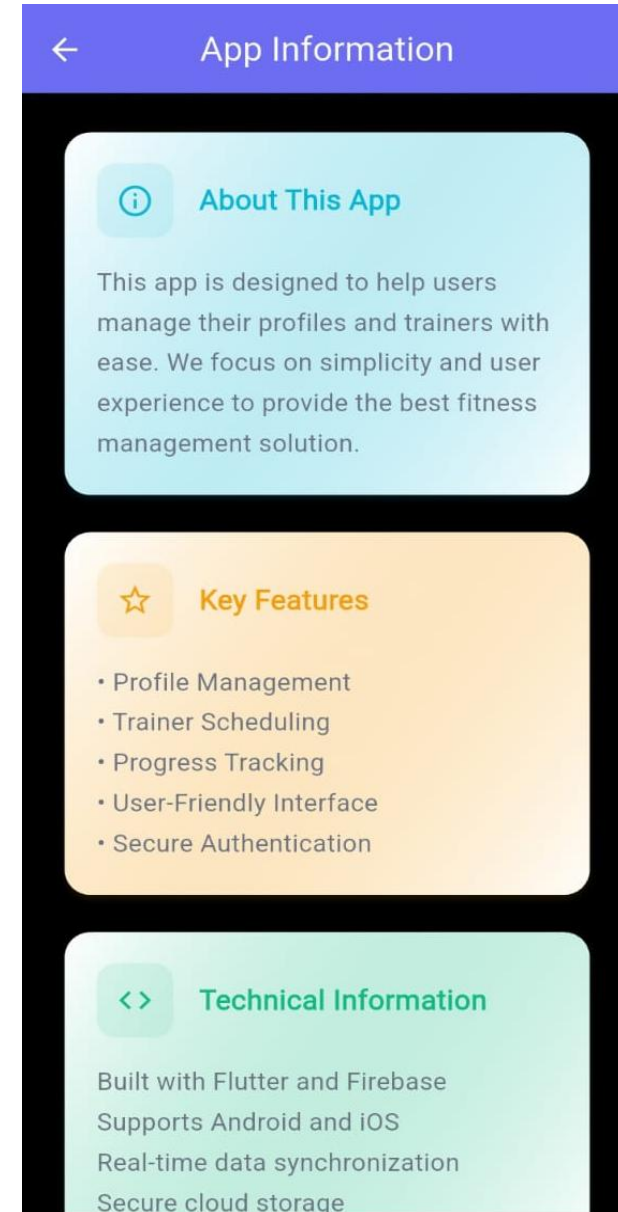 App Information
About This App
This app is designed to help users
manage their profiles and trainers with
ease. We focus on simplicity and user
experience to provide the best fitness
management solution.
Key Features
• Profile Management
• Trainer Scheduling
• Progress Tracking
• User-Friendly Interface
• Secure Authentication
Technical Information
Built with Flutter and Firebase
Supports Android and iOS
Real-time data synchronization
Secure cloud storage